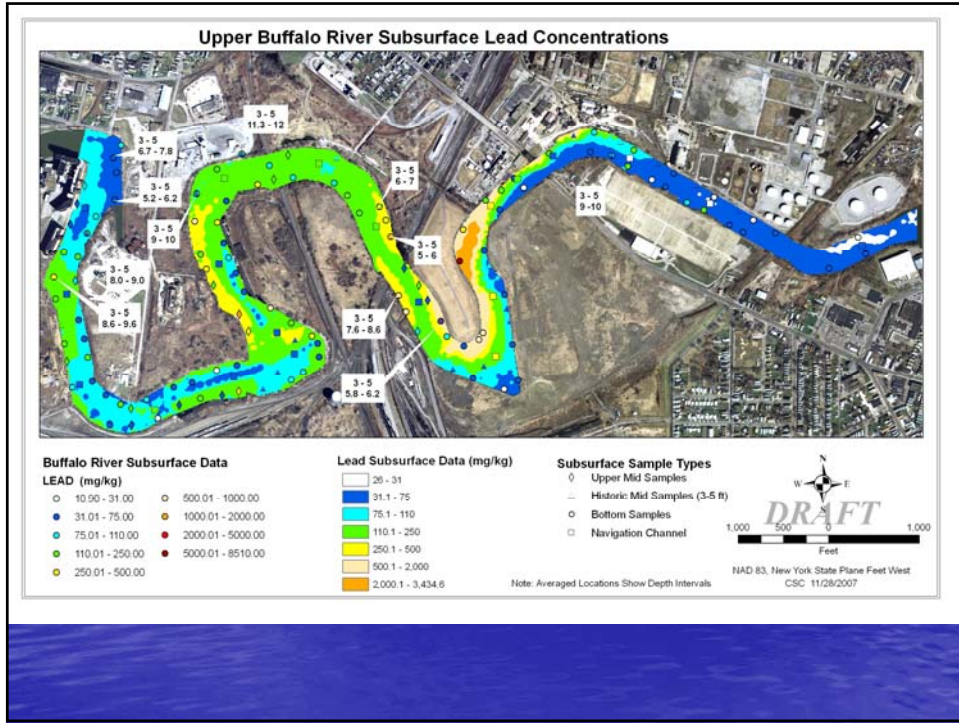 Upper Buffalo River Subsurface Lead Concentrations
3 - 5
11.3 - 12
3 - 5
6.7 - 7.8
3 - 5
6 - 7
3 - 5
5.2 - 6.2
3 - 5
9 -10
3 - 5
9 - 10
3 - 5
5 - 6
3 - 5
8.0 - 9.0
3 - 5
8.6 - 9.6
3 - 5
7.6 - 8.6
3 - 5
5.8 - 6.2
Buffalo River Subsurface Data
LEAD (mg/kg)
10.90 - 31.00
31.01 - 75.00
75.01 - 110.00
110.01 - 250.00
250.01 - 500.00
500.01 - 1000.00
1000.01 - 2000.00
2000.01 - 5000.00
5000.01 - 8510.00
Lead Subsurface Data (mg/kg)
26 - 31
31.1 - 75
75.1 - 110
110.1 - 250
250.1 - 500
500.1 - 2,000
2,000.1 - 3,434.6
Subsurface Sample Types
Upper Mid Samples
Historic Mid Samples (3-5 ft)
Bottom Samples
Navigation Channel
Note: Averaged Locations Show Depth Intervals
N
W E
S
DRAFT
1,000 500 0 1,000
Feet
NAD 83, New York State Plane Feet West
CSC 11/28/2007